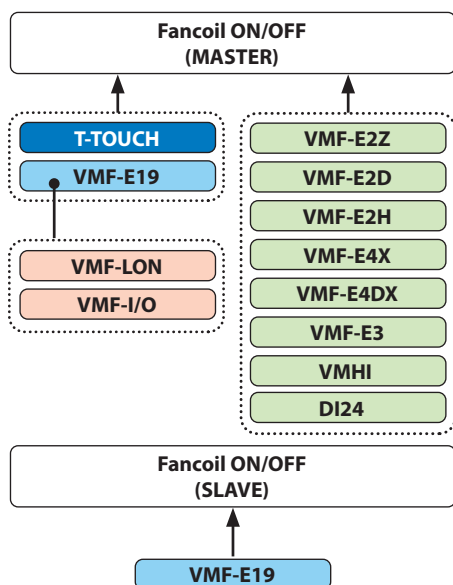 Fancoil ON/OFF
(MASTER)
T-TOUCH
VMF-E19
VMF-LON
VMF-I/O
VMF-E2Z
VMF-E2D
VMF-E2H
VMF-E4X
VMF-E4DX
VMF-E3
VMHI
DI24
Fancoil ON/OFF
(SLAVE)
VMF-E19